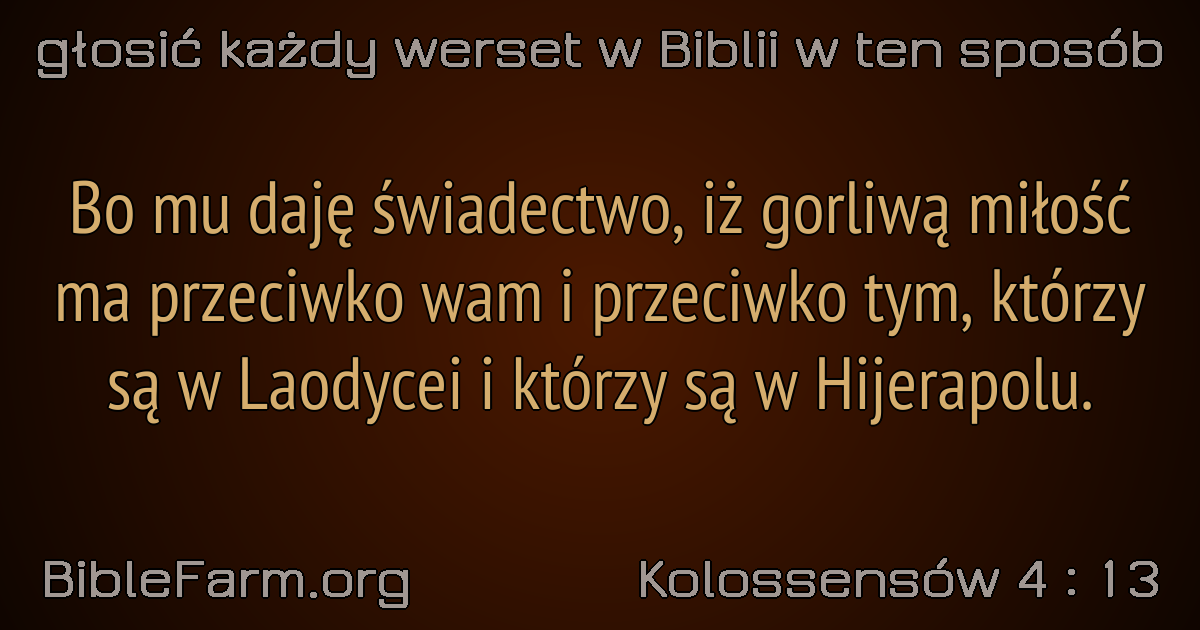 głosić każdy werset w Biblii w ten sposób
Bo mu daję świadectwo, iż gorliwą miłość
ma przeciwko wam i przeciwko tym, którzy
są w Laodycei i którzy są w Hijerapolu.
BibleFarm.org
Kolossensów 4 : 13